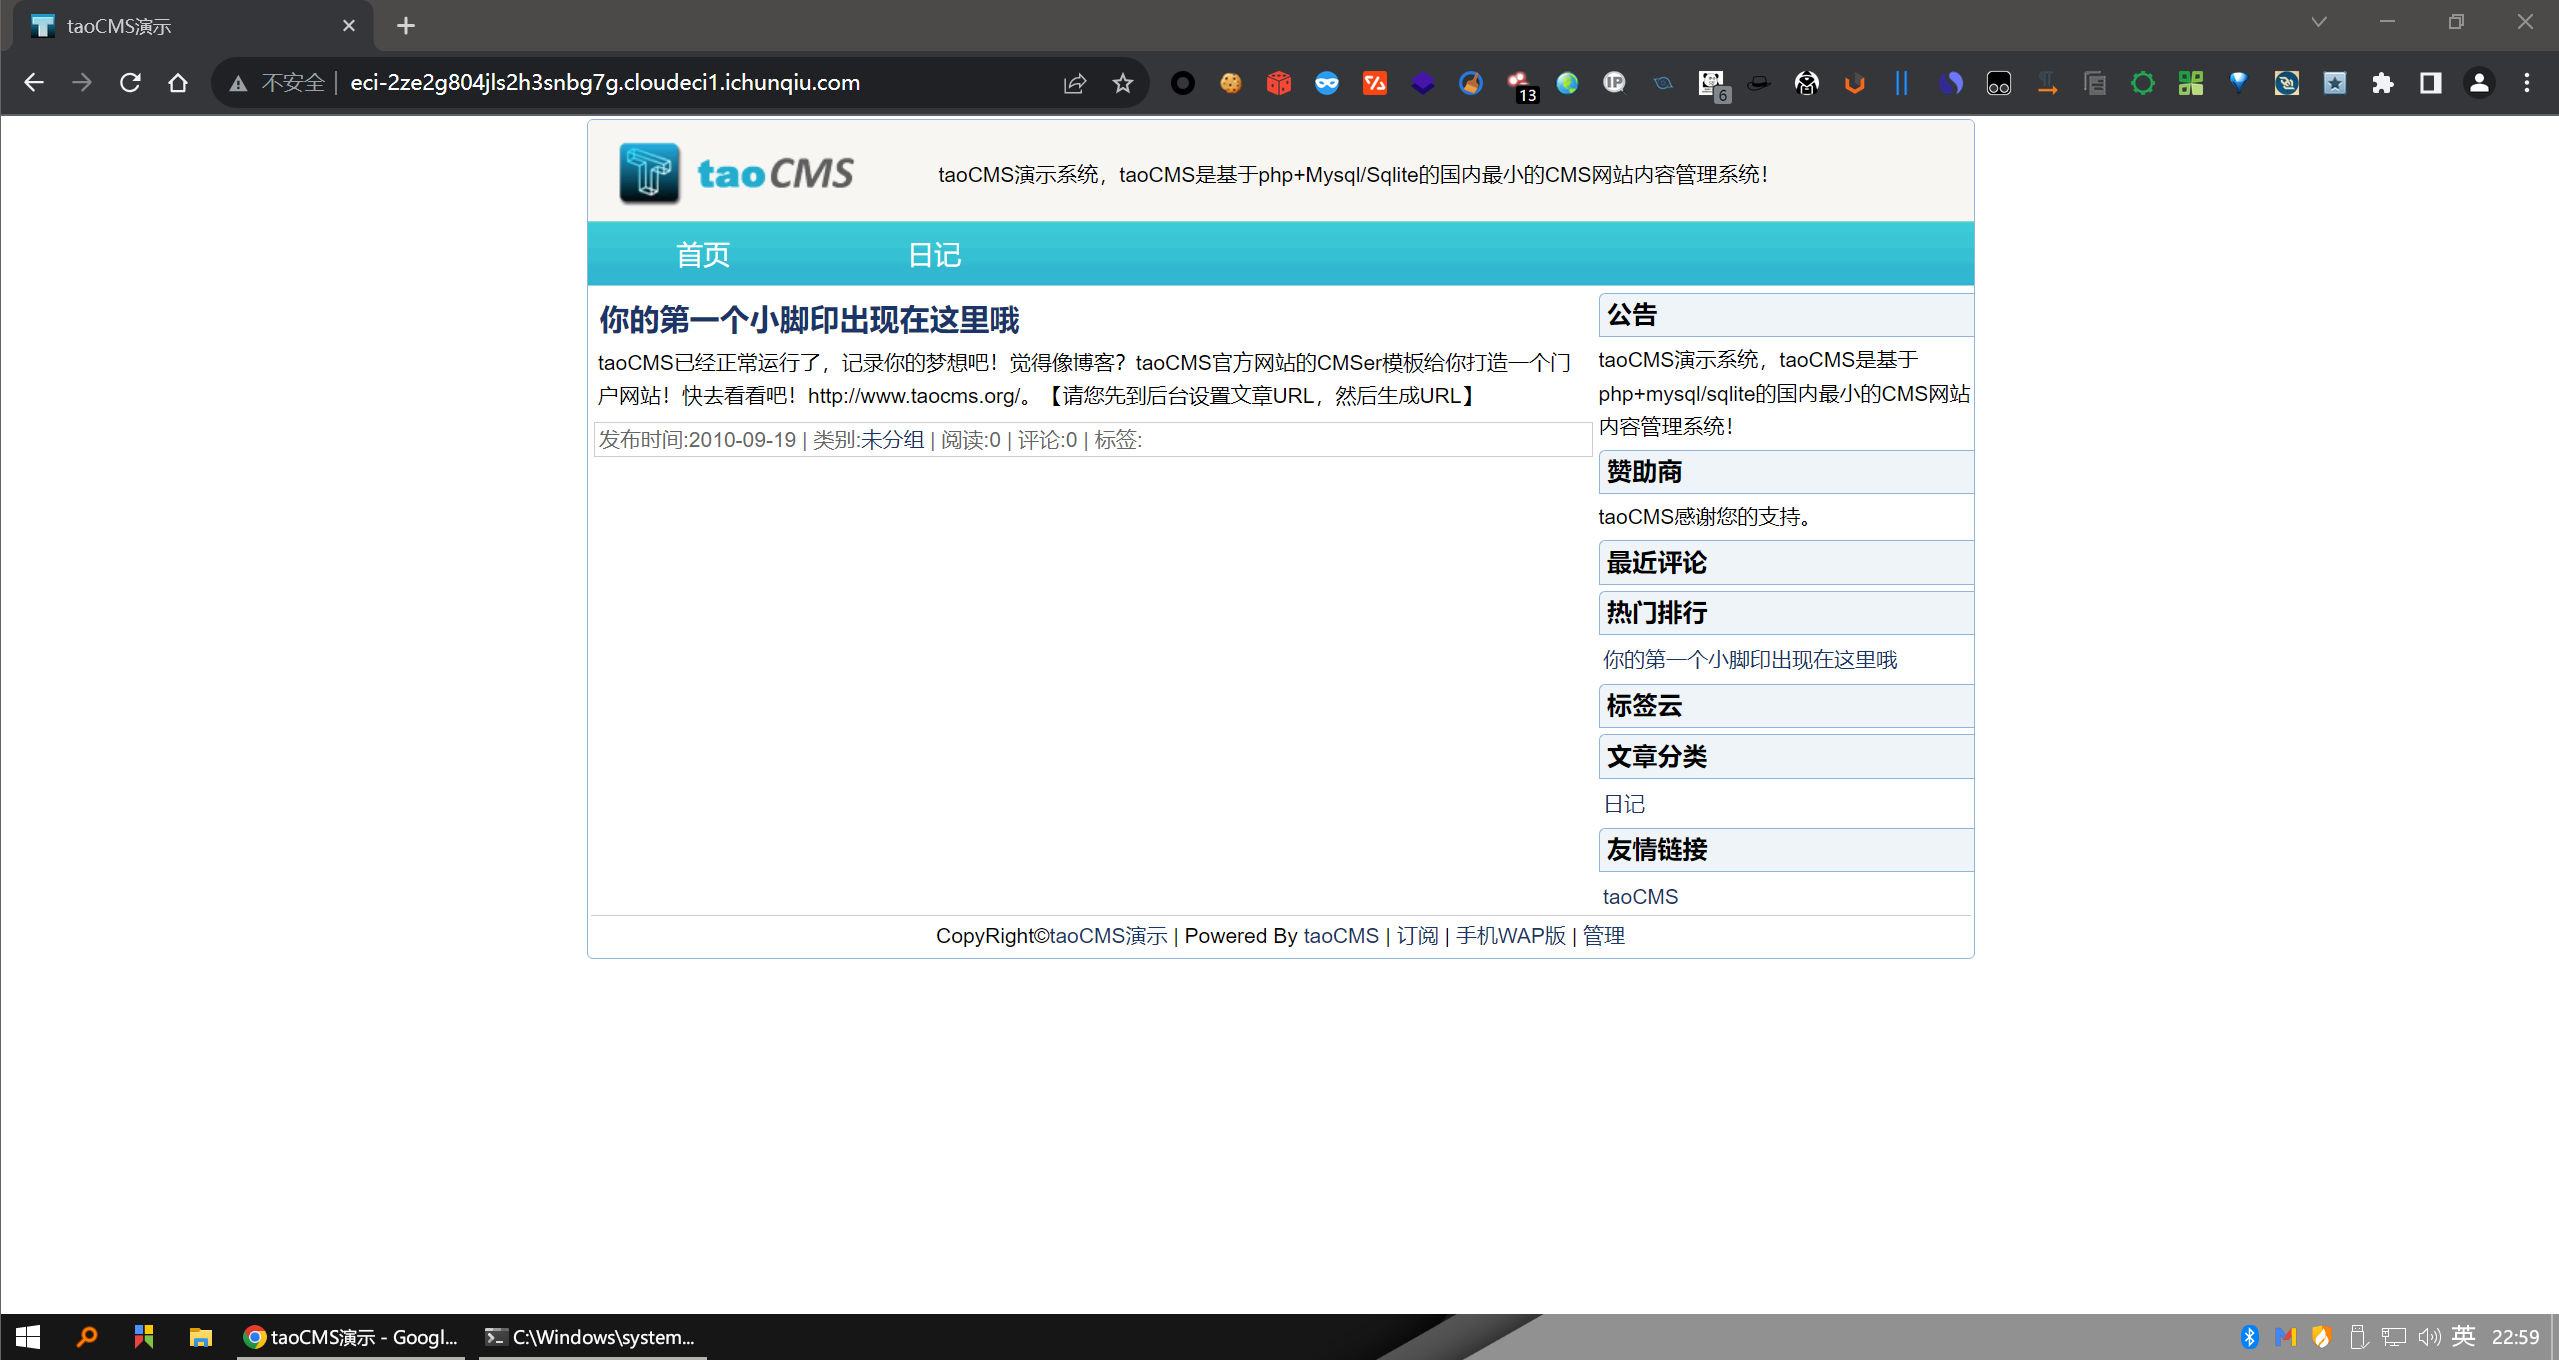 taoCMS演示
不安全 eci-2ze2g804jls2h3snbg7g.cloudeci1.ichunqiu.com
13
IP
6
taoCMS
taoCMS演示系统，taoCMS是基于php+Mysql/Sqlite的国内最小的CMS网站内容管理系统！
首页 日记
你的第一个小脚印出现在这里哦
taoCMS已经正常运行了，记录你的梦想吧！觉得像博客？taoCMS官方网站的CMSer模板给你打造一个门
户网站！快去看看吧！http://www.taocms.org/。【请您先到后台设置文章URL，然后生成URL】
发布时间:2010-09-19 | 类别:未分组 | 阅读:0 | 评论:0 | 标签:
公告
taoCMS演示系统，taoCMS是基于
php+mysql/sqlite的国内最小的CMS网站
内容管理系统！
赞助商
taoCMS感谢您的支持。
最近评论
热门排行
你的第一个小脚印出现在这里哦
标签云
文章分类
日记
友情链接
taoCMS
CopyRight©taoCMS演示 | Powered By taoCMS | 订阅 | 手机WAP版 | 管理
taoCMS演示 - Googl...
C:\Windows\system...
英
22:59